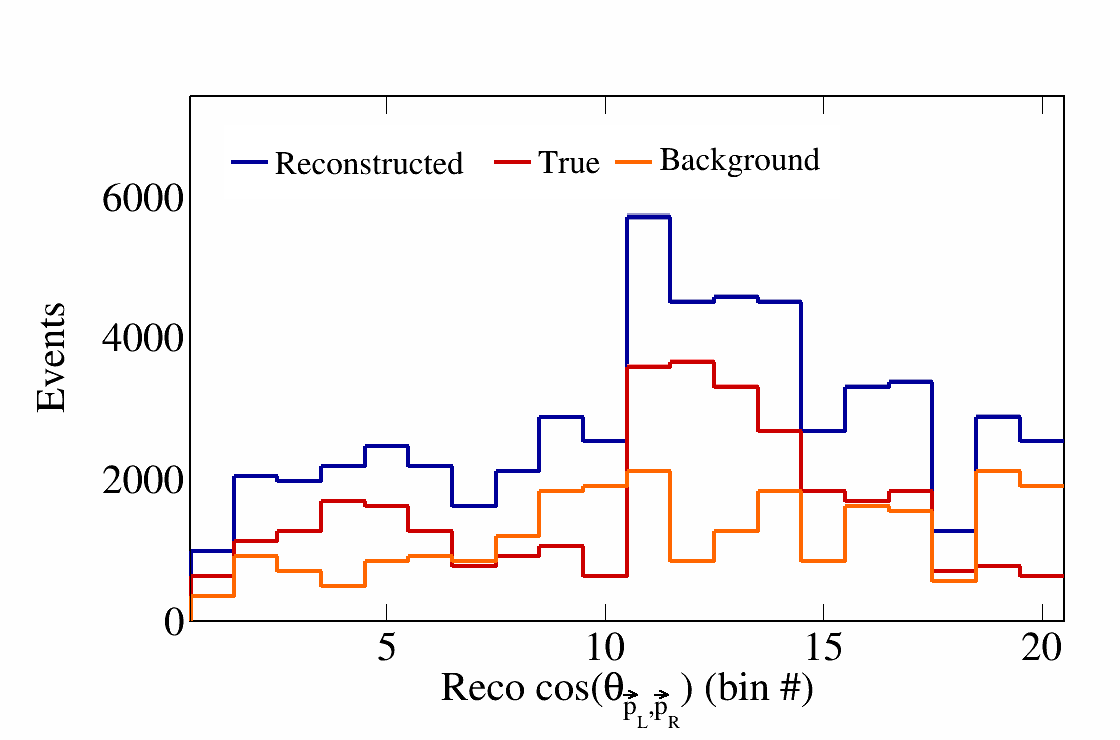 Reconstructed True Background
6000
4000
2000
0
Events
5 10 15 20
Reco cos(θp⃗L,p⃗R) (bin #)